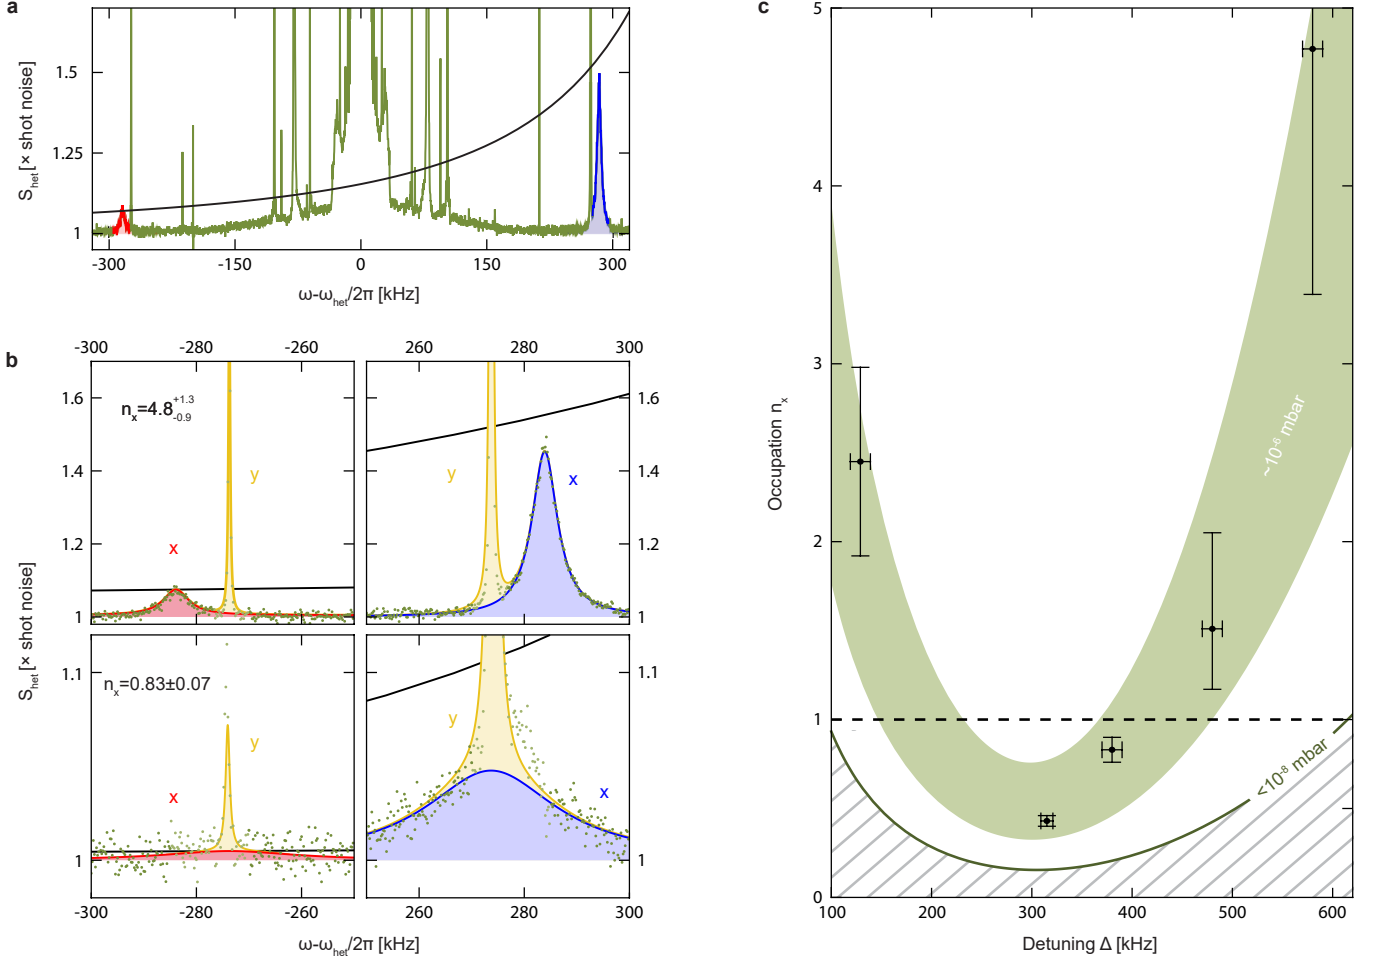 a
S_het [× shot noise]
1.5
1.25
1
-300
-150
0
150
300
ω-ω_het/2π [kHz]
b
-300
-280
-260
260
280
300
S_het [× shot noise]
n_x=4.8 +1.3 -0.9
x
y
y
x
1.6
1.4
1.2
1
1.6
1.4
1.2
1
n_x=0.83±0.07
x
y
y
x
1.1
1
1.1
1
-300
-280
-260
260
280
300
ω-ω_het/2π [kHz]
c
Occupation n_x
5
4
3
2
1
0
~10⁻⁶ mbar
<10⁻⁸ mbar
100
200
300
400
500
600
Detuning Δ [kHz]